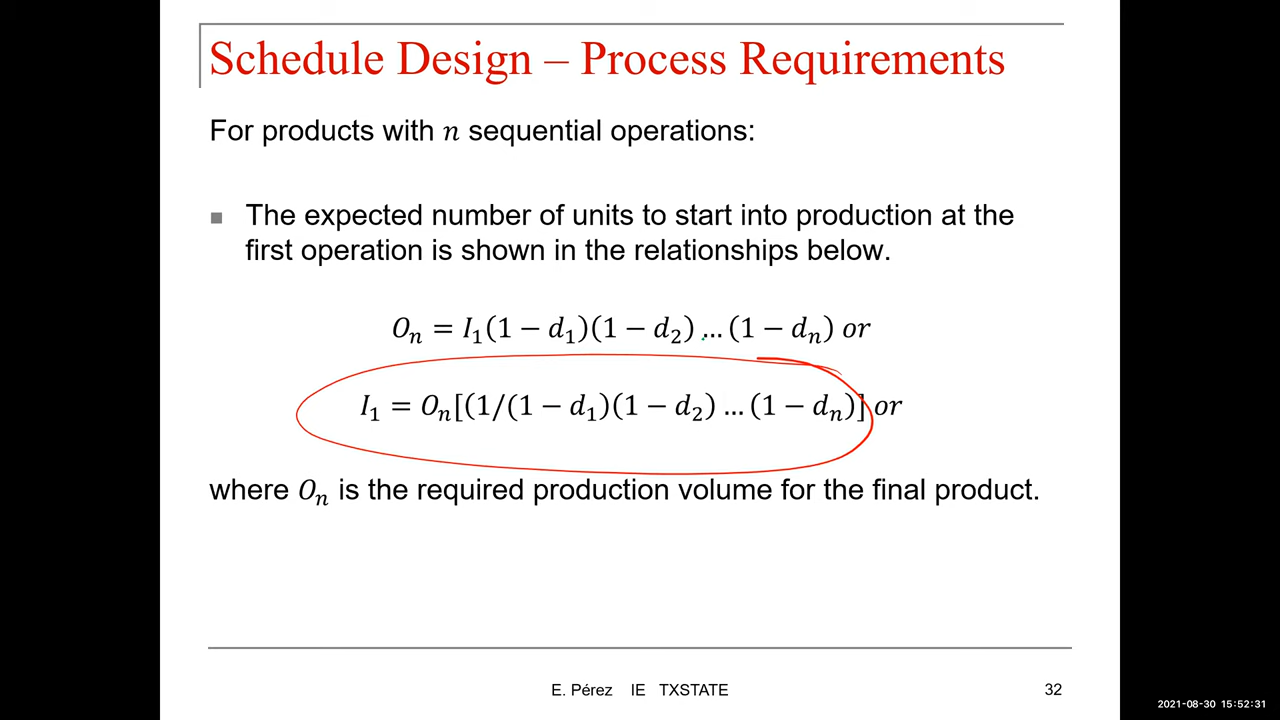 Schedule Design – Process Requirements
For products with n sequential operations:
■ The expected number of units to start into production at the
first operation is shown in the relationships below.
Oₙ = I₁(1 − d₁)(1 − d₂) … (1 − dₙ) or
I₁ = Oₙ[(1/(1 − d₁)(1 − d₂) … (1 − dₙ)] or
where Oₙ is the required production volume for the final product.
E. Pérez IE TXSTATE 32
2021-08-30 15:52:31